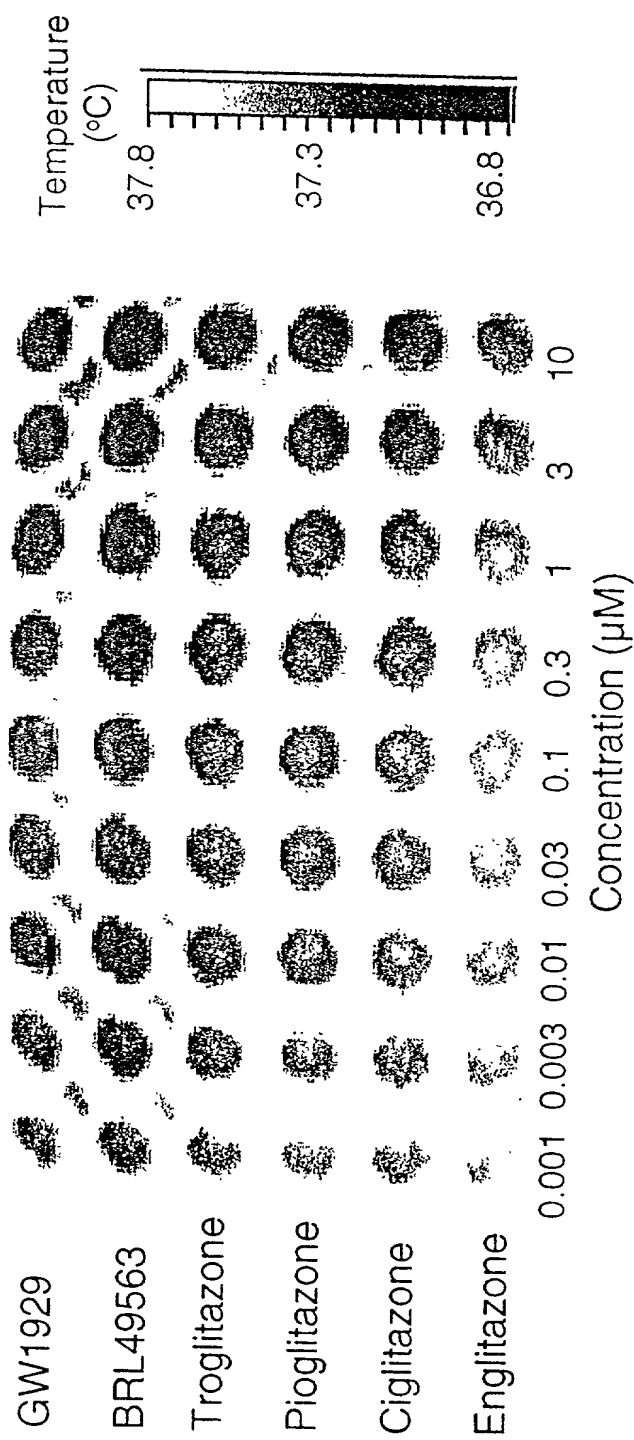 Temperature
(°C)
37.8
37.3
36.8
GW1929
BRL49563
Troglitazone
Pioglitazone
Ciglitazone
Englitazone
0.001 0.003 0.01 0.03 0.1 0.3 1 3 10
Concentration (µM)